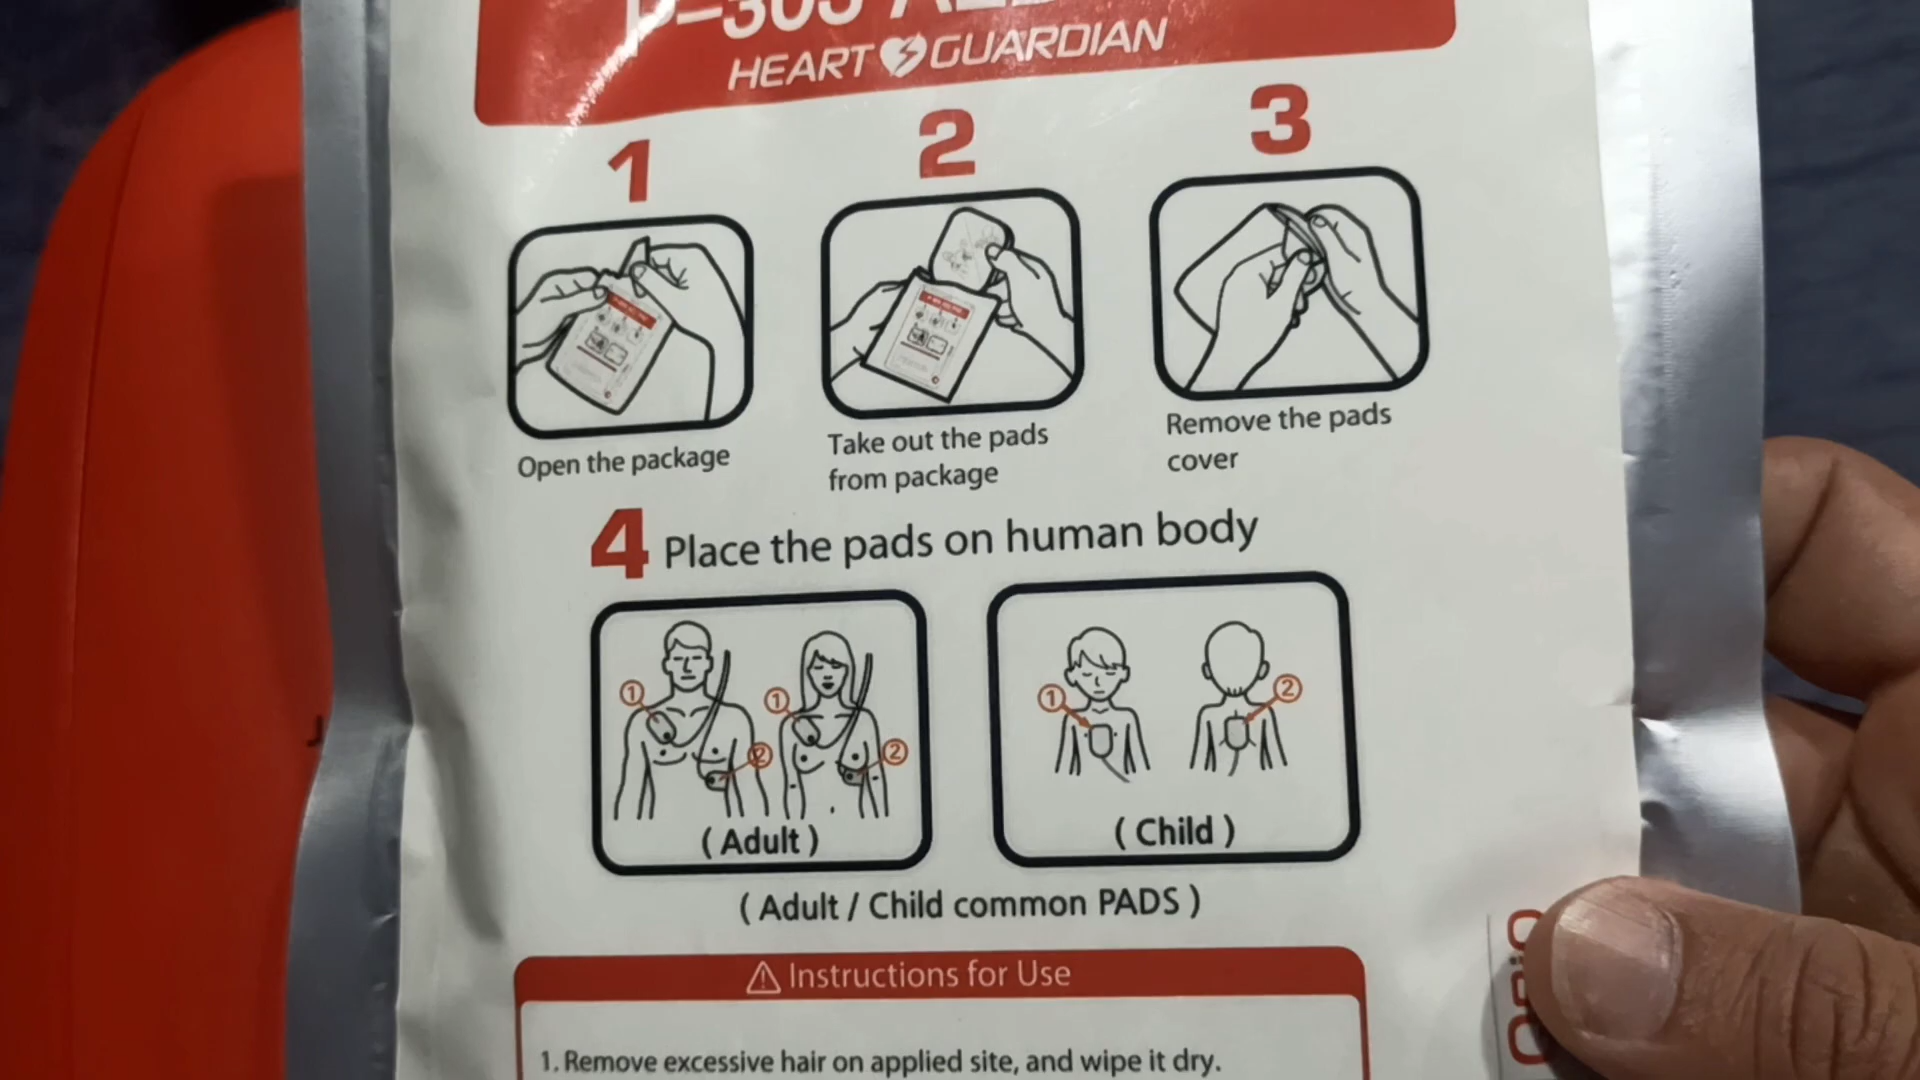 P-305
HEART GUARDIAN
1
2
3
Open the package
Take out the pads
from package
Remove the pads
cover
4 Place the pads on human body
1
2
1
2
(Adult)
1
2
(Child)
(Adult / Child common PADS)
Instructions for Use
1. Remove excessive hair on applied site, and wipe it dry.